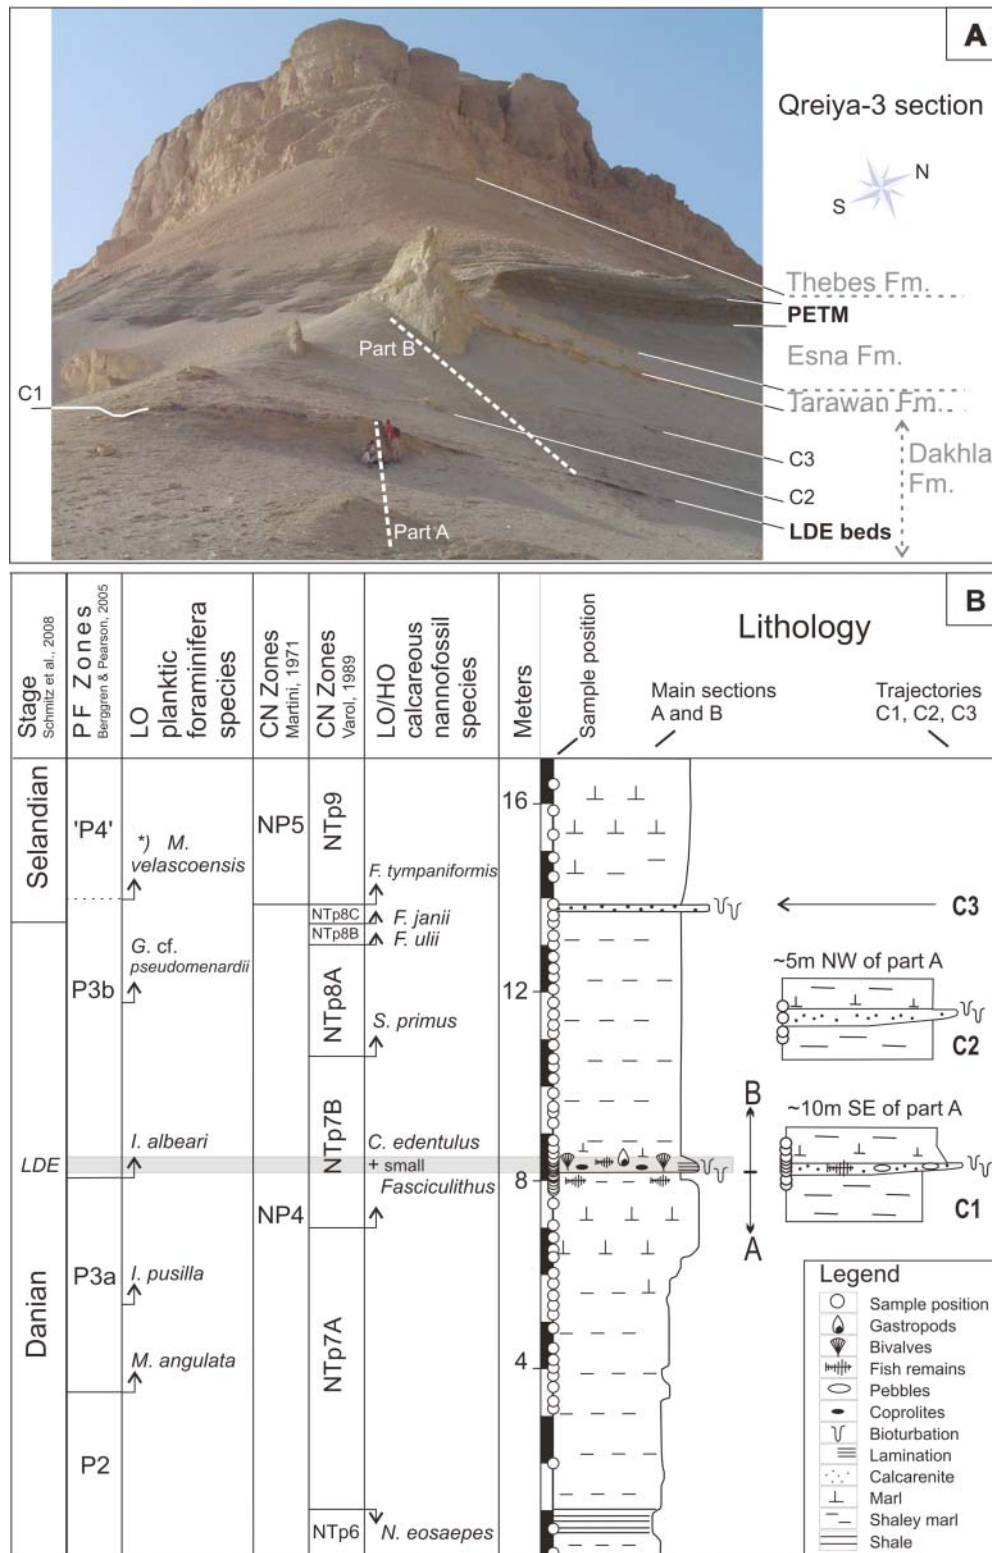 A
Qreiya-3 section
N
S
Thebes Fm.
PETM
Esna Fm.
Tarawan Fm.
C3
Dakhla
Fm.
C2
LDE beds
C1
Part B
Part A
B
Stage
Schmitz et al., 2008
PF Zones
Berggren & Pearson, 2005
LO
planktic
foraminifera
species
CN Zones
Martini, 1971
CN Zones
Varol, 1989
LO/HO
calcareous
nannofossil
species
Meters
Sample position
Lithology
Main sections
A and B
Trajectories
C1, C2, C3
Selandian
LDE
Danian
'P4'
P3b
P3a
P2
*) M.
velascoensis
G. cf.
pseudomenardii
I. albeari
I. pusilla
M. angulata
NP5
NP4
NTp9
NTp8C
NTp8B
NTp8A
NTp7B
NTp7A
NTp6
F. tympaniformis
F. janii
F. ulii
S. primus
C. edentulus
+ small
Fasciculithus
N. eosaepes
16
12
8
4
C3
~5m NW of part A
C2
B
A
~10m SE of part A
C1
Legend
Sample position
Gastropods
Bivalves
Fish remains
Pebbles
Coprolites
Bioturbation
Lamination
Calcarenite
Marl
Shaley marl
Shale